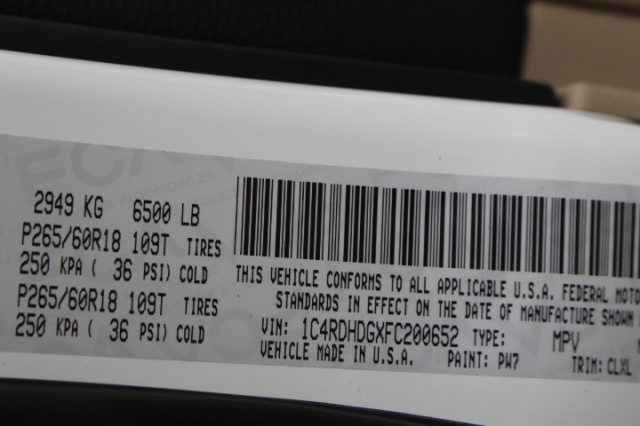 2949 KG 6500 LB
P265/60R18 109T TIRES
250 KPA ( 36 PSI) COLD
P265/60R18 109T TIRES
250 KPA ( 36 PSI) COLD
THIS VEHICLE CONFORMS TO ALL APPLICABLE U.S.A. FEDERAL MOTO
STANDARDS IN EFFECT ON THE DATE OF MANUFACTURE SHOWN
VIN: 1C4RDHDGXFC200652 TYPE: MPV
VEHICLE MADE IN U.S.A. PAINT: PW7 TRIM: CLXL